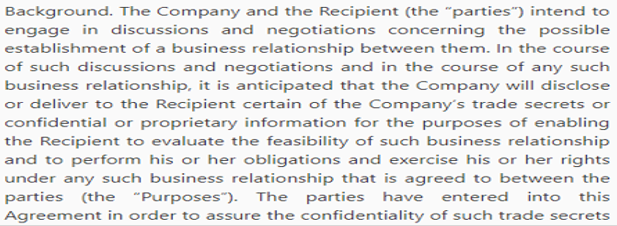 Background. The Company and the Recipient (the “parties”) intend to
engage in discussions and negotiations concerning the possible
establishment of a business relationship between them. In the course
of such discussions and negotiations and in the course of any such
business relationship, it is anticipated that the Company will disclose
or deliver to the Recipient certain of the Company’s trade secrets or
confidential or proprietary information for the purposes of enabling
the Recipient to evaluate the feasibility of such business relationship
and to perform his or her obligations and exercise his or her rights
under any such business relationship that is agreed to between the
parties (the “Purposes”). The parties have entered into this
Agreement in order to assure the confidentiality of such trade secrets